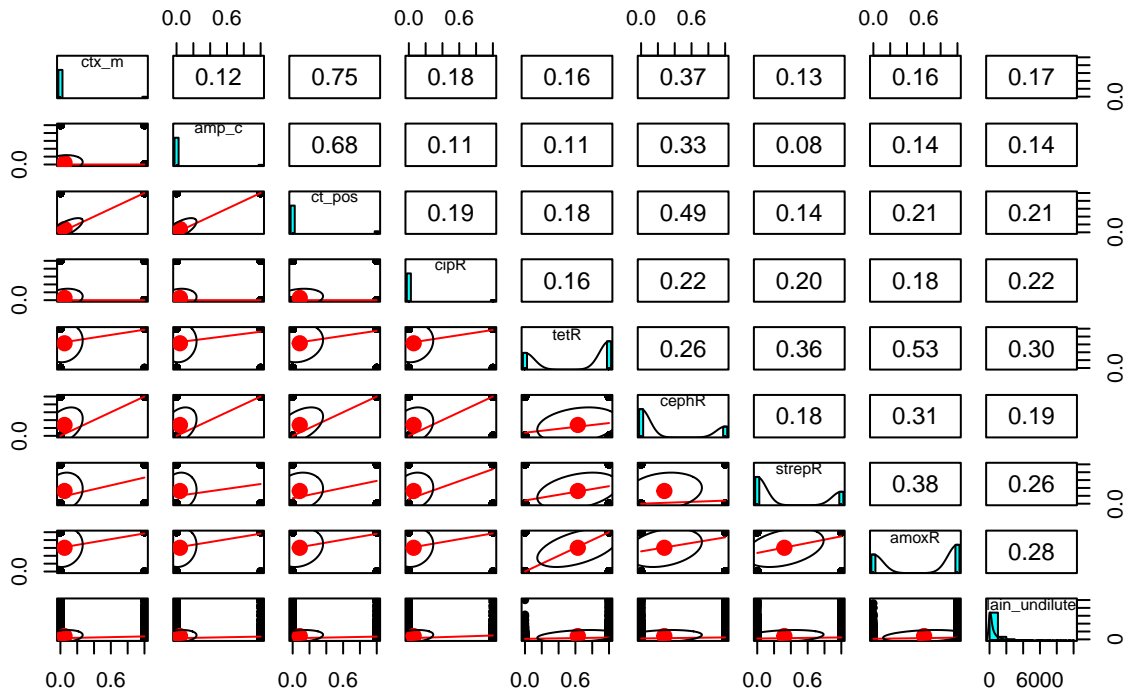 0.0 0.6 0.0 0.6 0.0 0.6 0.0 0.6
ctx_m 0.12 0.75 0.18 0.16 0.37 0.13 0.16 0.17 0.0
0.0 amp_c 0.68 0.11 0.11 0.33 0.08 0.14 0.14
ct_pos 0.19 0.18 0.49 0.14 0.21 0.21 0.0
0.0 cipR 0.16 0.22 0.20 0.18 0.22
tetR 0.26 0.36 0.53 0.30 0.0
0.0 cephR 0.18 0.31 0.19
strepR 0.38 0.26 0.0
0.0 amoxR 0.28
lain_undilute 0
0.0 0.6 0.0 0.6 0.0 0.6 0.0 0.6 0 6000